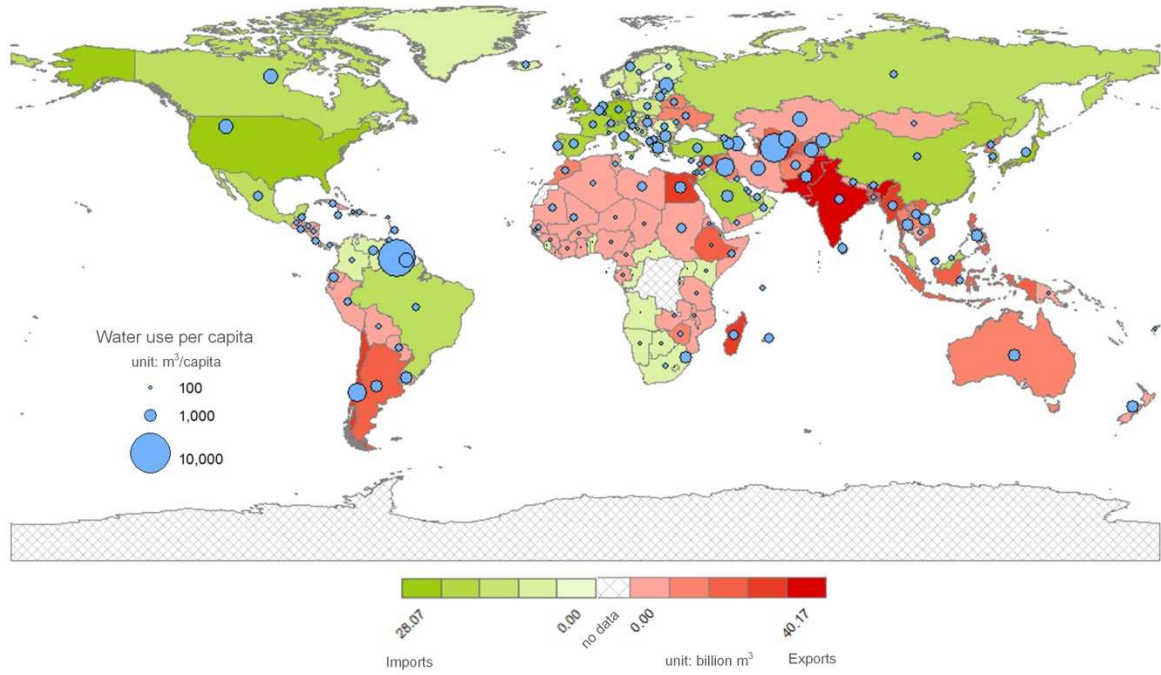 Water use per capita
unit: m³/capita
100
1,000
10,000
28.07
0.00
no data
0.00
40.17
Imports
unit: billion m³
Exports